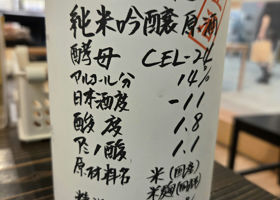 純米吟醸原酒
酵母 CEL-24
アルコール分 14%
日本酒度 -11
酸度 1.8
アミノ酸 1.1
原材料名 米(国産)
米麹(国産米)